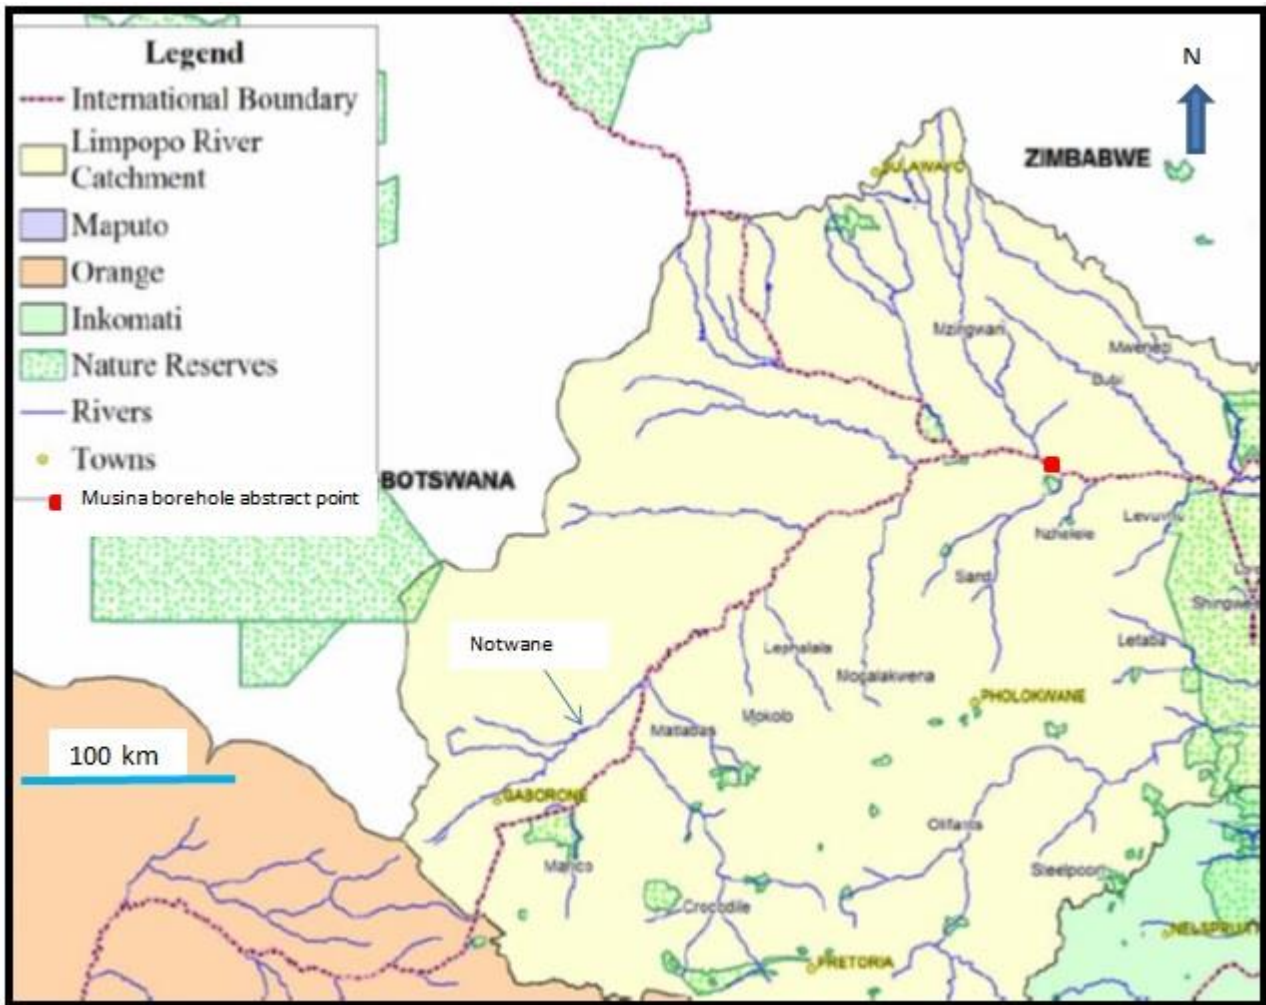 Legend
International Boundary
Limpopo River
Catchment
Maputo
Orange
Inkomati
Nature Reserves
Rivers
Towns
Musina borehole abstract point
N
ZIMBABWE
BULAWAYO
Mzingwan
Mwenezi
Bubi
BOTSWANA
Levuvhu
Nzhelele
Sand
Notwane
Lephalala
Mogalakwena
Letaba
Mokolo
PHOLOKWANE
Matlabas
100 km
GABORONE
Olifants
Marico
Steelpoort
Crocodile
PRETORIA